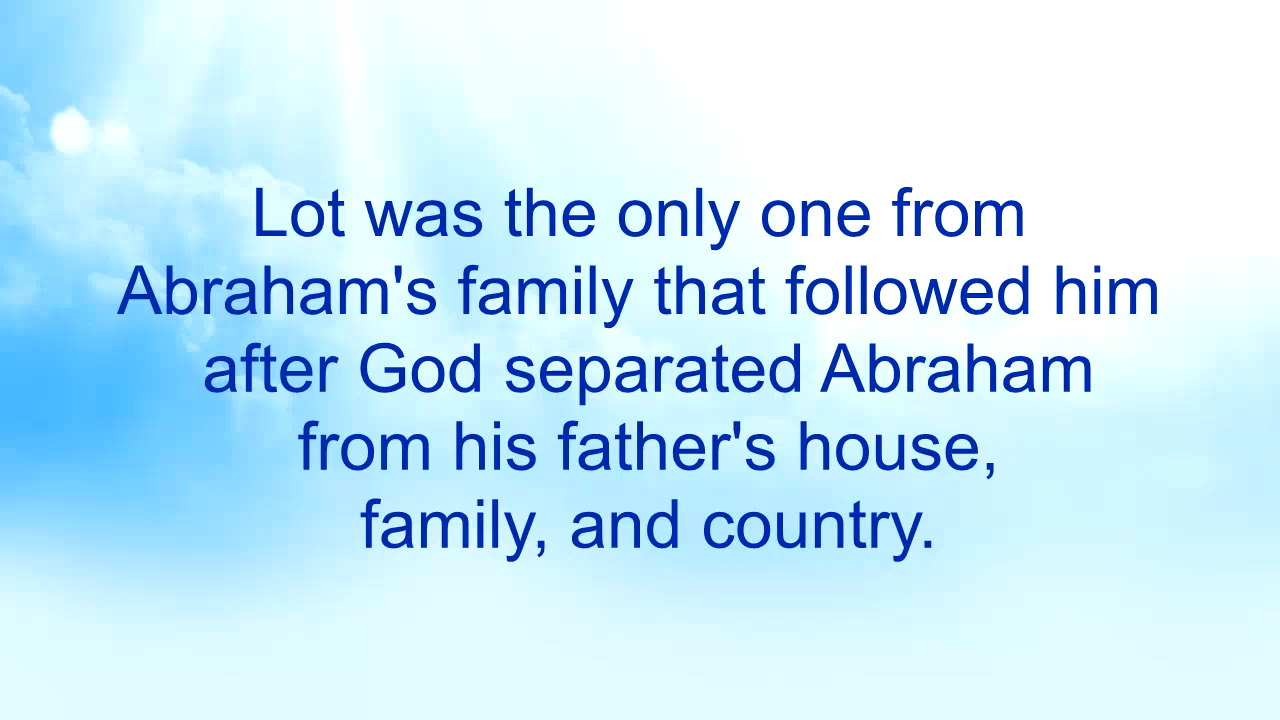 Lot was the only one from
Abraham's family that followed him
after God separated Abraham
from his father's house,
family, and country.